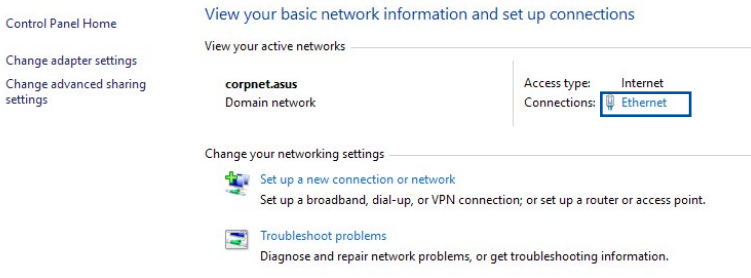 Control Panel Home
Change adapter settings
Change advanced sharing
settings
View your basic network information and set up connections
View your active networks
corpnet.asus
Domain network
Access type: Internet
Connections: Ethernet
Change your networking settings
Set up a new connection or network
Set up a broadband, dial-up, or VPN connection; or set up a router or access point.
Troubleshoot problems
Diagnose and repair network problems, or get troubleshooting information.